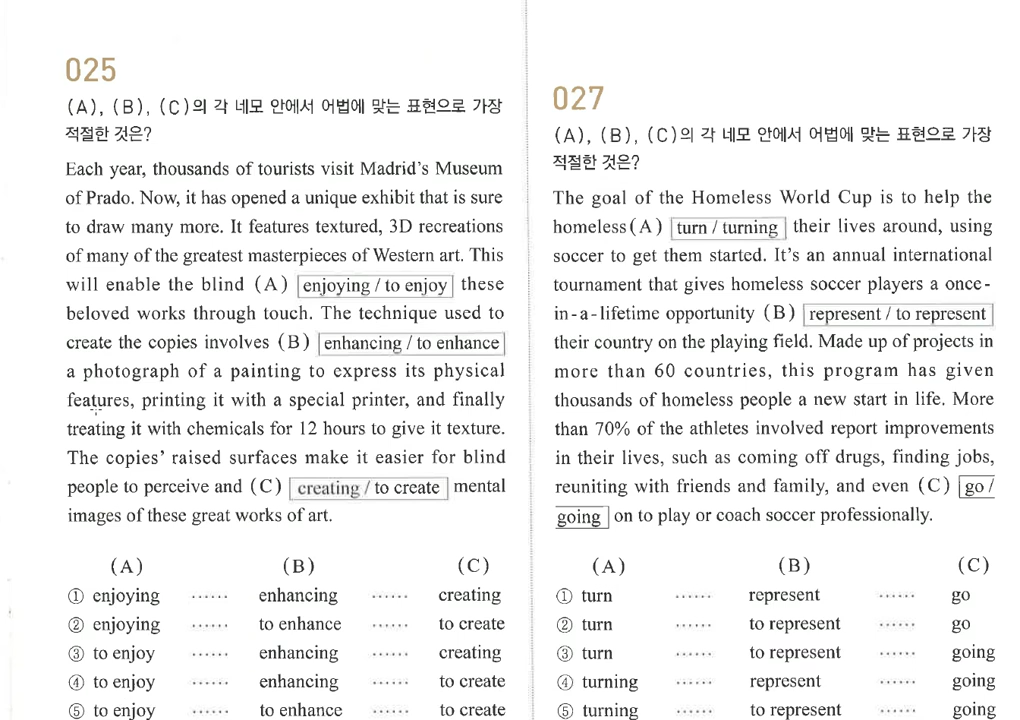 025
(A), (B), (C)의 각 네모 안에서 어법에 맞는 표현으로 가장
적절한 것은?
Each year, thousands of tourists visit Madrid's Museum
of Prado. Now, it has opened a unique exhibit that is sure
to draw many more. It features textured, 3D recreations
of many of the greatest masterpieces of Western art. This
will enable the blind (A) enjoying / to enjoy these
beloved works through touch. The technique used to
create the copies involves (B) enhancing / to enhance
a photograph of a painting to express its physical
features, printing it with a special printer, and finally
treating it with chemicals for 12 hours to give it texture.
The copies' raised surfaces make it easier for blind
people to perceive and (C) creating / to create mental
images of these great works of art.
(A) (B) (C)
① enjoying ...... enhancing ...... creating
② enjoying ...... to enhance ...... to create
③ to enjoy ...... enhancing ...... creating
④ to enjoy ...... enhancing ...... to create
⑤ to enjoy ...... to enhance ...... to create
027
(A), (B), (C)의 각 네모 안에서 어법에 맞는 표현으로 가장
적절한 것은?
The goal of the Homeless World Cup is to help the
homeless(A) turn / turning their lives around, using
soccer to get them started. It's an annual international
tournament that gives homeless soccer players a once-
in-a-lifetime opportunity (B) represent / to represent
their country on the playing field. Made up of projects in
more than 60 countries, this program has given
thousands of homeless people a new start in life. More
than 70% of the athletes involved report improvements
in their lives, such as coming off drugs, finding jobs,
reuniting with friends and family, and even (C) go /
going on to play or coach soccer professionally.
(A) (B) (C)
① turn ...... represent ...... go
② turn ...... to represent ...... go
③ turn ...... to represent ...... going
④ turning ...... represent ...... going
⑤ turning ...... to represent ...... going